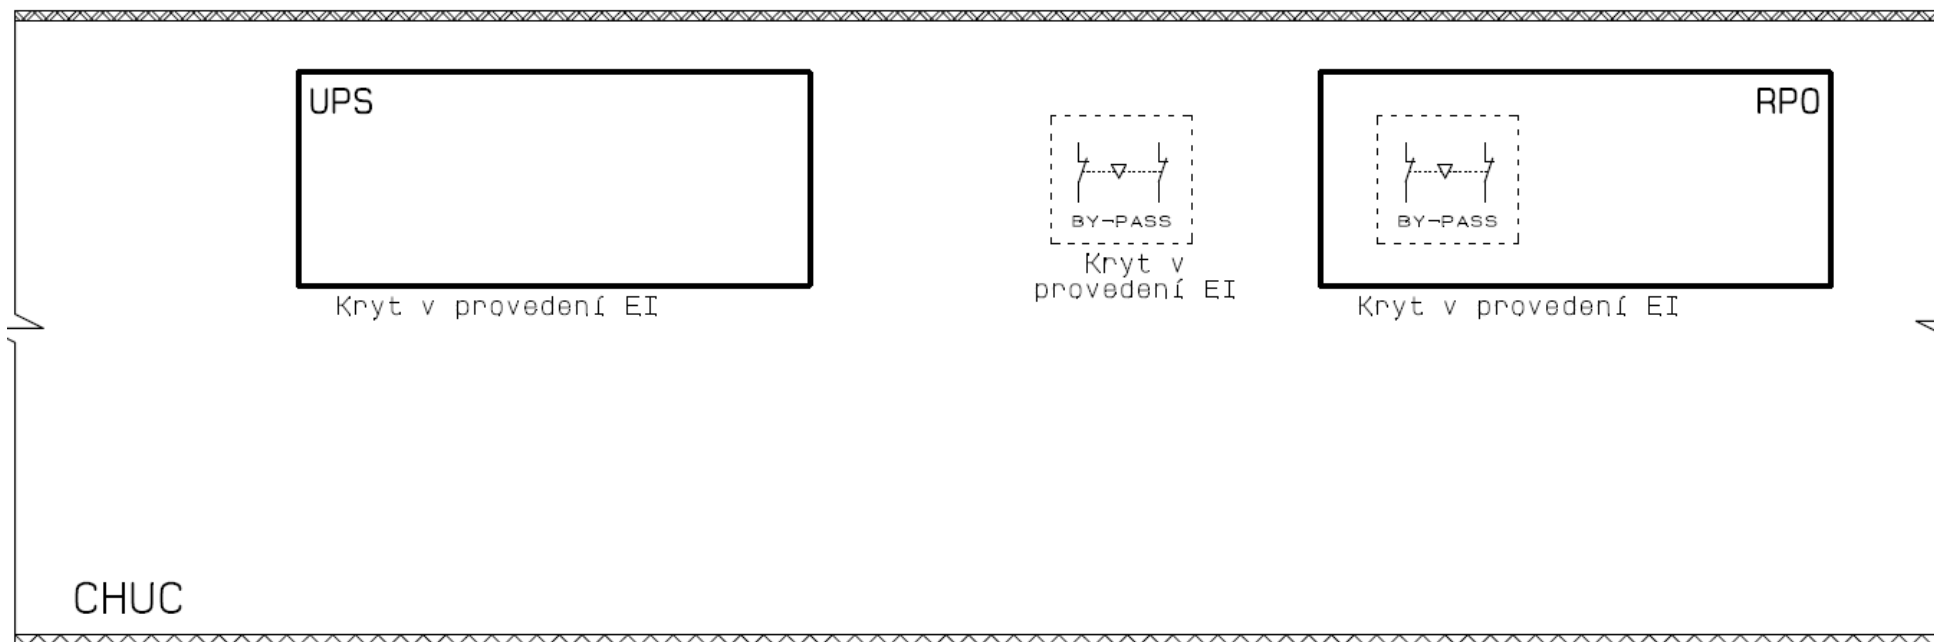 UPS
RPO
BY¬PASS
BY¬PASS
Kryt v
provedení EI
Kryt v provedení EI
Kryt v provedení EI
CHUC